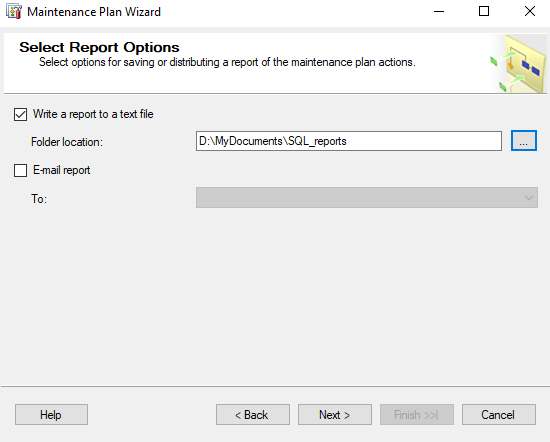 Maintenance Plan Wizard
Select Report Options
Select options for saving or distributing a report of the maintenance plan actions.
Write a report to a text file
Folder location:
D:\MyDocuments\SQL_reports
...
E-mail report
To:
Help
< Back
Next >
Finish >>|
Cancel